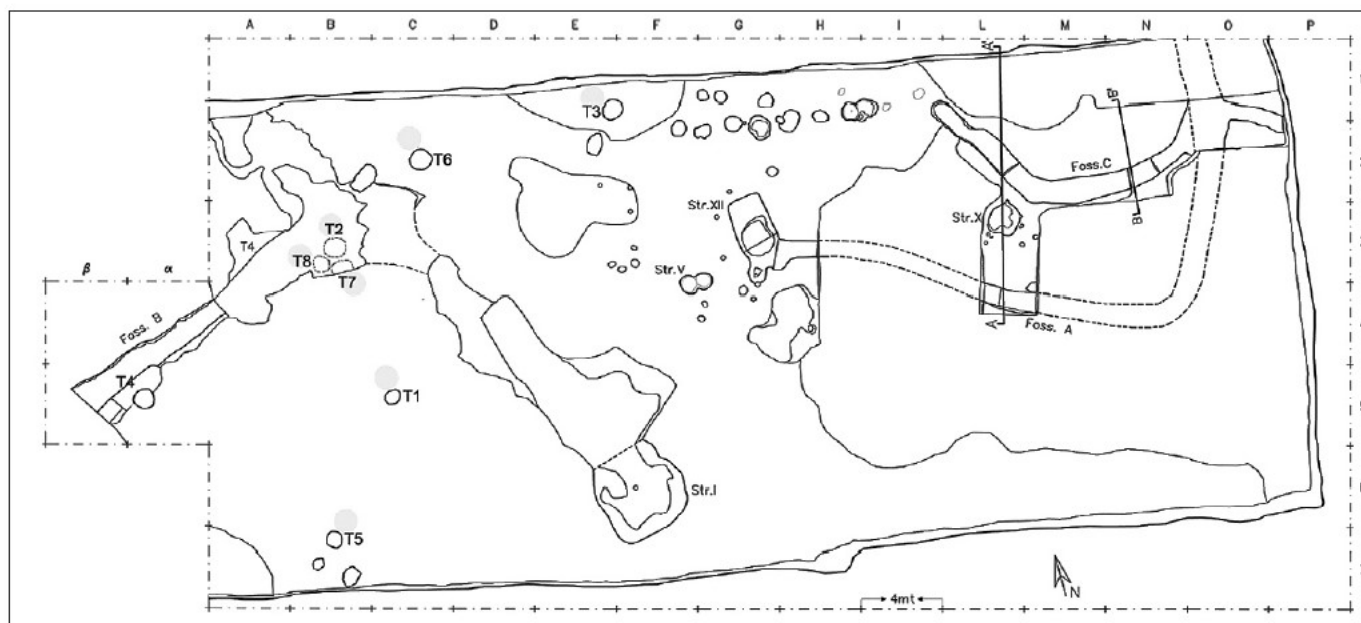 A B C D E F G H I L M N O P
A'
B'
T3
T6
Foss.C
Str.XII
Str.X
T2
T4
T8
β α
T7
Str.V
Foss. B
A
B
Foss. A
T4
T1
Str.I
T5
N
4mt